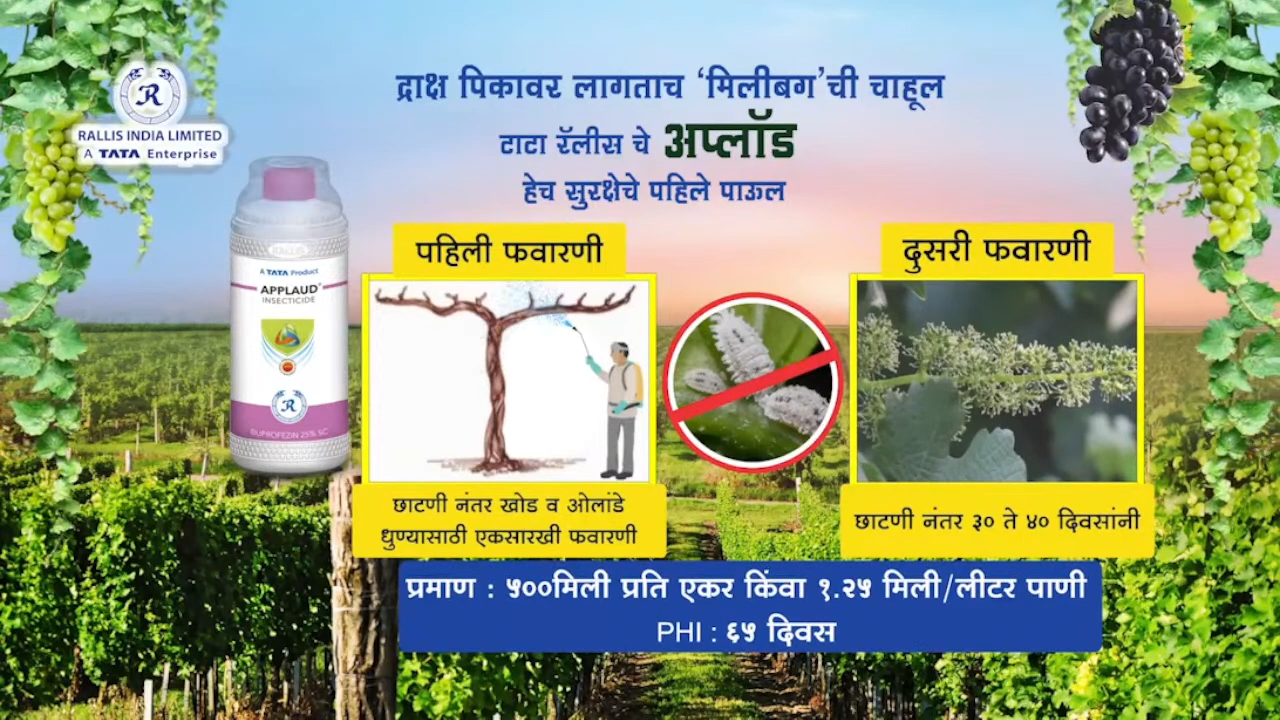 R
RALLIS INDIA LIMITED
A TATA Enterprise
द्राक्ष पिकावर लागताच ‘मिलीबग’ची चाहूल
टाटा रॅलीस चे अप्लॉड
हेच सुरक्षेचे पहिले पाऊल
RALLIS
A TATA Product
APPLAUD®
INSECTICIDE
R
BUPROFEZIN 25% SC
पहिली फवारणी
छाटणी नंतर खोड व ओलांडे
धुण्यासाठी एकसारखी फवारणी
दुसरी फवारणी
छाटणी नंतर ३० ते ४० दिवसांनी
प्रमाण : ५००मिली प्रति एकर किंवा १.२५ मिली/लीटर पाणी
PHI : ६५ दिवस